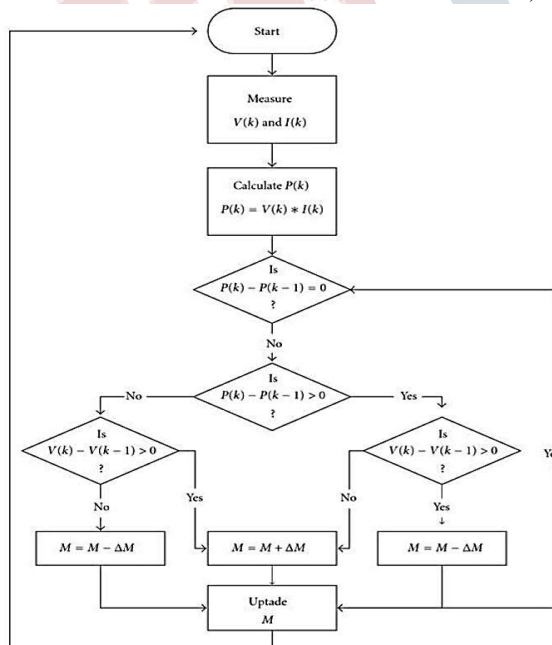 Start
Measure
V(k) and I(k)
Calculate P(k)
P(k) = V(k) * I(k)
Is
P(k) − P(k − 1) = 0
?
No
Is
P(k) − P(k − 1) > 0
?
No
Yes
Is
V(k) − V(k − 1) > 0
?
Is
V(k) − V(k − 1) > 0
?
No
Yes
No
Yes
M = M − ΔM
M = M + ΔM
M = M − ΔM
Uptade
M